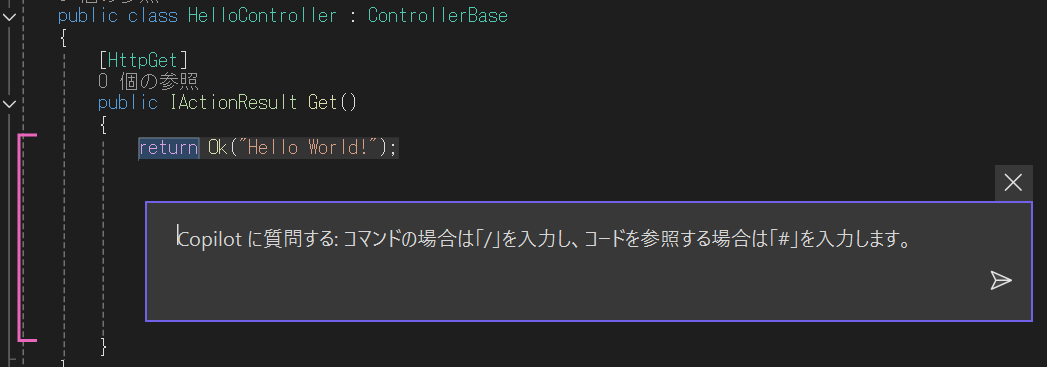 public class HelloController : ControllerBase
{
[HttpGet]
0 個の参照
public IActionResult Get()
{
return Ok("Hello World!");
Copilot に質問する: コマンドの場合は「/」を入力し、コードを参照する場合は「#」を入力します。
}